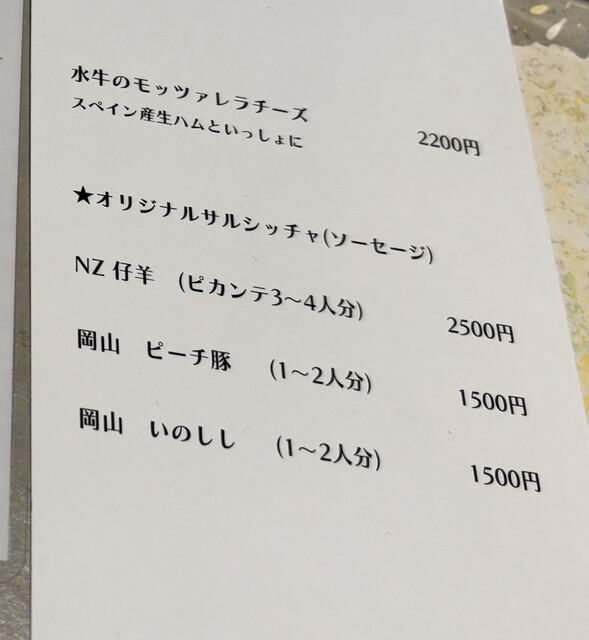 水牛のモッツァレラチーズ
スペイン産生ハムといっしょに 2200円
★オリジナルサルシッチャ(ソーセージ)
NZ 仔羊 (ピカンテ3〜4人分) 2500円
岡山 ピーチ豚 (1〜2人分) 1500円
岡山 いのしし (1〜2人分) 1500円